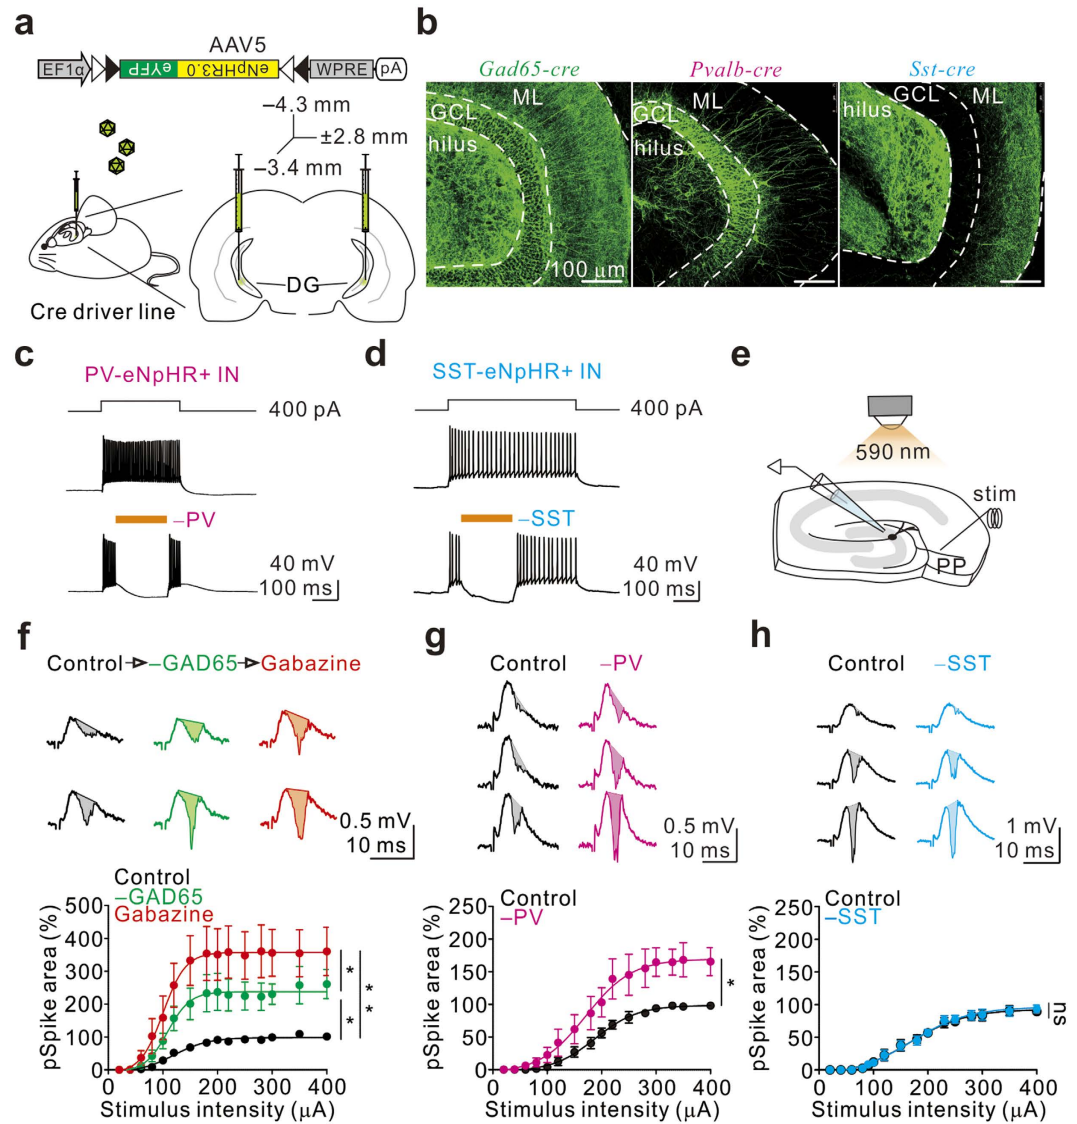 a
AAV5
EF1α
eYFP
eNpHR3.0
WPRE
pA
−4.3 mm
±2.8 mm
−3.4 mm
DG
Cre driver line
b
Gad65-cre
Pvalb-cre
Sst-cre
ML
GCL
hilus
100 μm
ML
GCL
hilus
GCL
ML
hilus
c
PV-eNpHR+ IN
400 pA
−PV
40 mV
100 ms
d
SST-eNpHR+ IN
400 pA
−SST
40 mV
100 ms
e
590 nm
stim
PP
f
Control
−GAD65
Gabazine
0.5 mV
10 ms
Control
−GAD65
Gabazine
pSpike area (%)
500
400
300
200
100
0
*
*
*
*
0
100
200
300
400
Stimulus intensity (μA)
g
Control
−PV
0.5 mV
10 ms
Control
−PV
pSpike area (%)
250
200
150
100
50
0
*
0
100
200
300
400
Stimulus intensity (μA)
h
Control
−SST
1 mV
10 ms
Control
−SST
pSpike area (%)
250
200
150
100
50
0
ns
0
100
200
300
400
Stimulus intensity (μA)